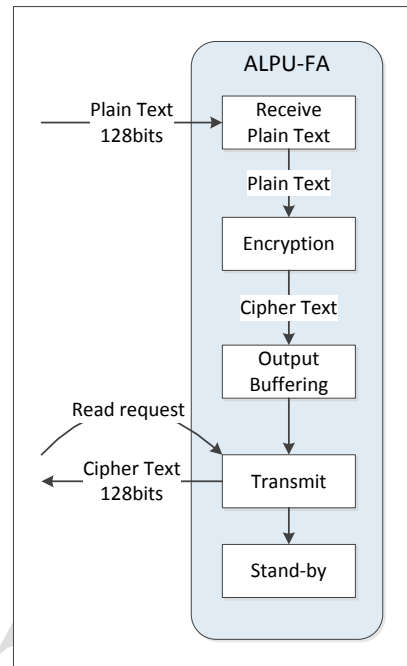 ALPU-FA
Plain Text
128bits
Receive
Plain Text
Plain Text
Encryption
Cipher Text
Output
Buffering
Read request
Cipher Text
128bits
Transmit
Stand-by